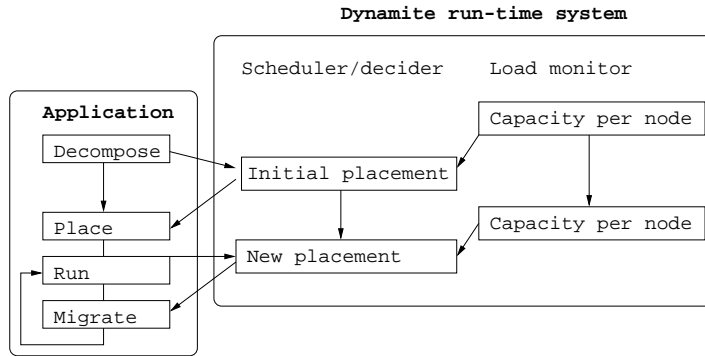 Dynamite run-time system
Scheduler/decider
Load monitor
Application
Capacity per node
Decompose
Initial placement
Place
Capacity per node
New placement
Run
Migrate